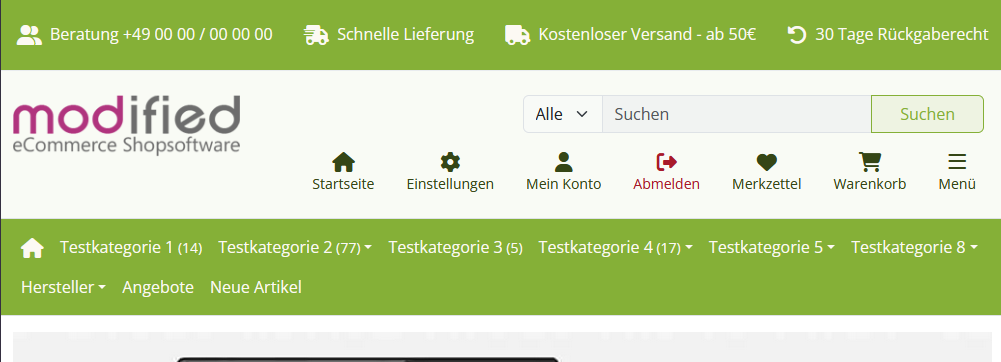 Beratung +49 00 00 / 00 00 00 Schnelle Lieferung Kostenloser Versand - ab 50€ 30 Tage Rückgaberecht
modified
eCommerce Shopsoftware
Alle Suchen Suchen
Startseite Einstellungen Mein Konto Abmelden Merkzettel Warenkorb Menü
Testkategorie 1 (14) Testkategorie 2 (77) Testkategorie 3 (5) Testkategorie 4 (17) Testkategorie 5 Testkategorie 8
Hersteller Angebote Neue Artikel